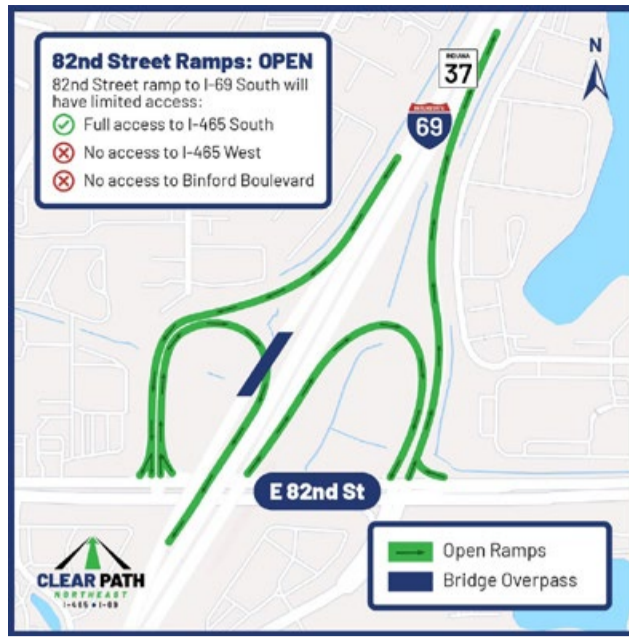 82nd Street Ramps: OPEN
82nd Street ramp to I-69 South will
have limited access:
Full access to I-465 South
No access to I-465 West
No access to Binford Boulevard
INDIANA
37
N
INTERSTATE
69
E 82nd St
CLEAR PATH
NORTHEAST
I-465 • I-69
Open Ramps
Bridge Overpass